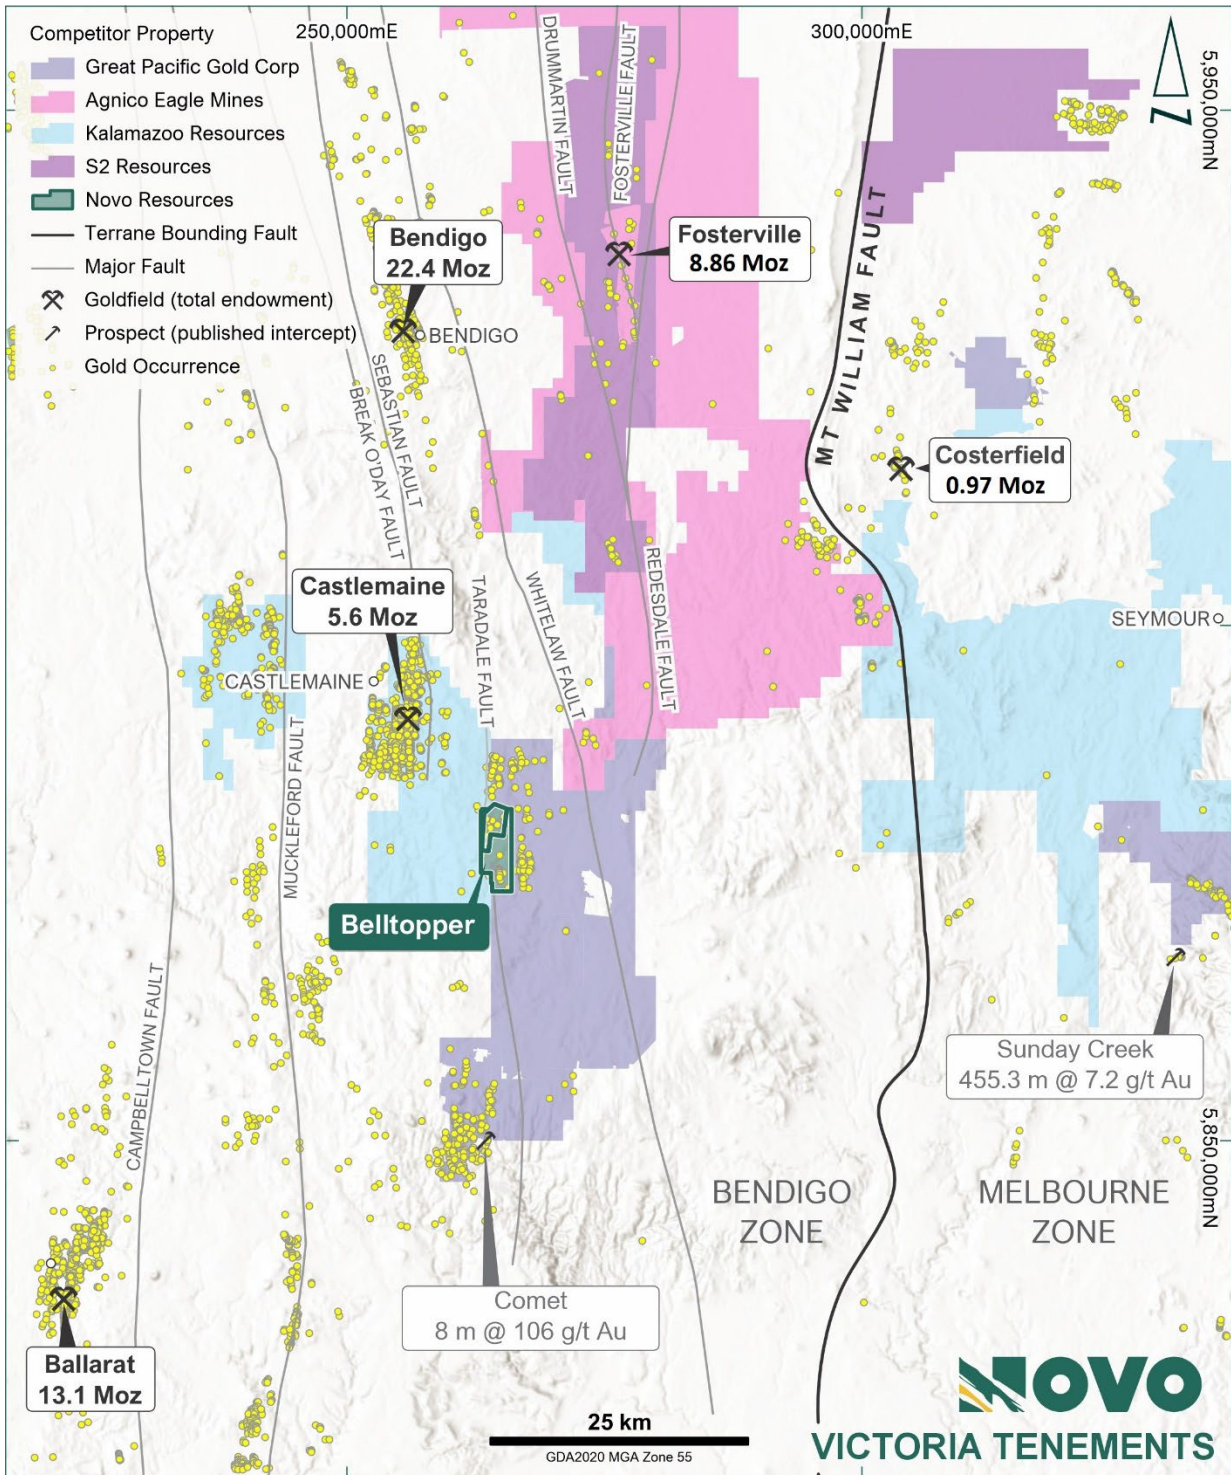 Competitor Property
Great Pacific Gold Corp
Agnico Eagle Mines
Kalamazoo Resources
S2 Resources
Novo Resources
Terrane Bounding Fault
Major Fault
Goldfield (total endowment)
Prospect (published intercept)
Gold Occurrence
250,000mE
300,000mE
5,950,000mN
Z
DRUMMARTIN FAULT
FOSTERVILLE FAULT
Bendigo
22.4 Moz
BENDIGO
Fosterville
8.86 Moz
MT WILLIAM FAULT
SEBASTIAN FAULT
BREAK O'DAY FAULT
Costerfield
0.97 Moz
Castlemaine
5.6 Moz
CASTLEMAINE
TARADALE FAULT
WHITELAW FAULT
REDESDALE FAULT
SEYMOUR
MUCKLEFORD FAULT
Belltopper
CAMPBELLTOWN FAULT
Sunday Creek
455.3 m @ 7.2 g/t Au
5,850,000mN
BENDIGO
ZONE
MELBOURNE
ZONE
Comet
8 m @ 106 g/t Au
Ballarat
13.1 Moz
25 km
GDA2020 MGA Zone 55
NOVO
VICTORIA TENEMENTS